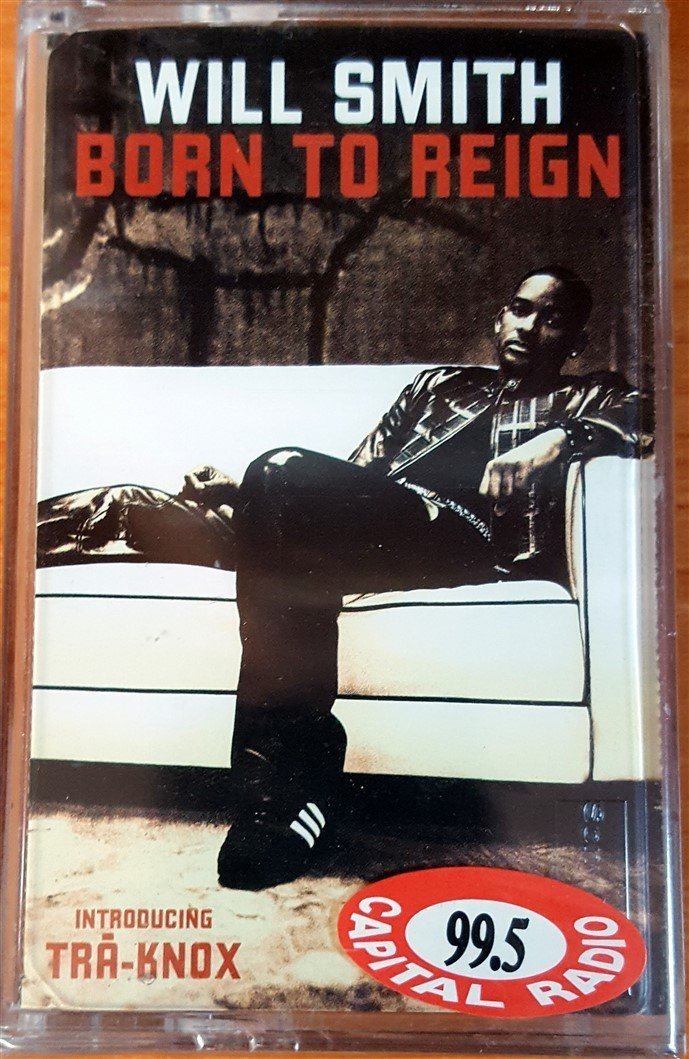 WILL SMITH
BORN TO REIGN
INTRODUCING
TRĀ-KNOX
99.5
CAPITAL RADIO